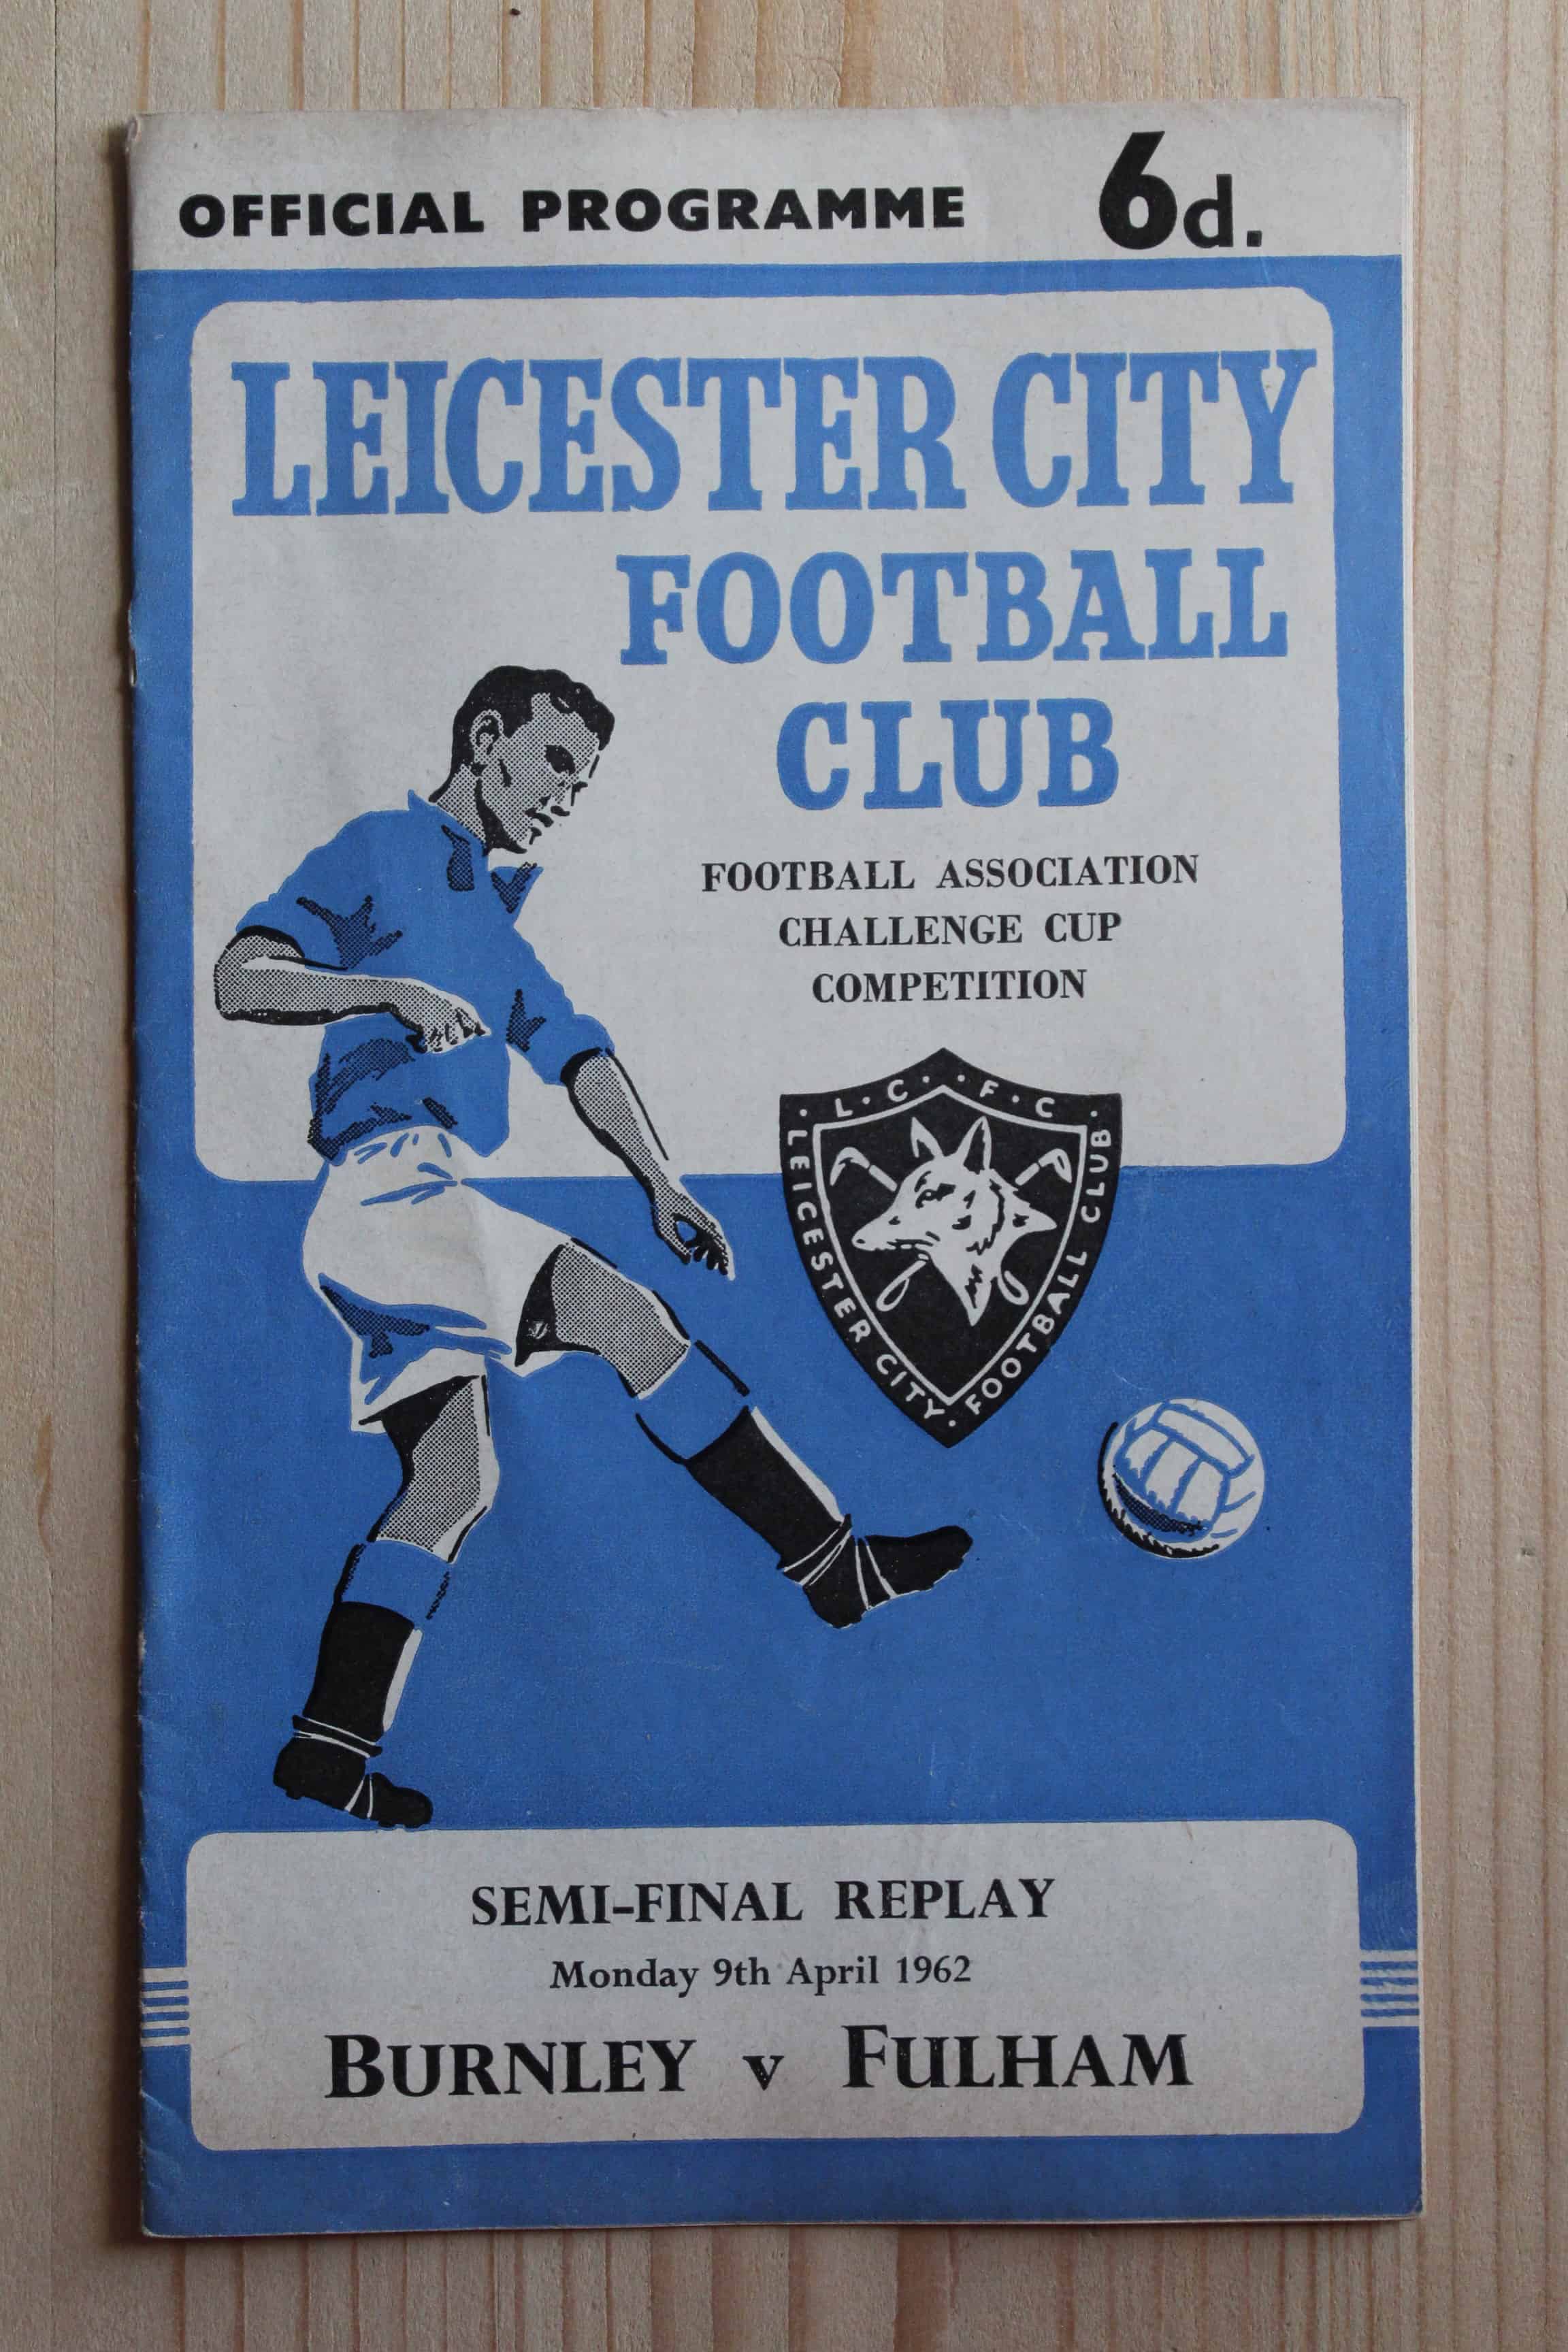 OFFICIAL PROGRAMME 6d.
LEICESTER CITY
FOOTBALL
CLUB
FOOTBALL ASSOCIATION
CHALLENGE CUP
COMPETITION
· L · C · · F · C ·
LEICESTER CITY · FOOTBALL CLUB
SEMI-FINAL REPLAY
Monday 9th April 1962
BURNLEY v FULHAM